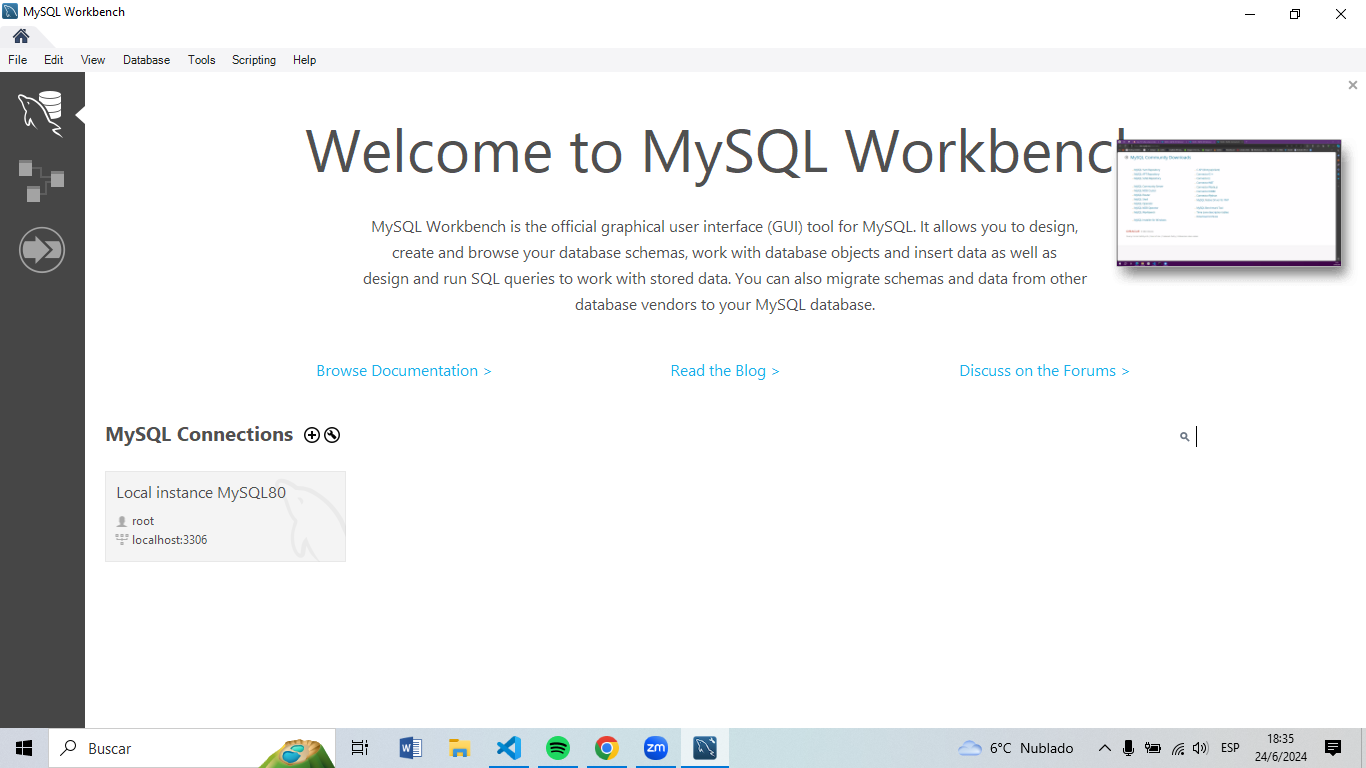 MySQL Workbench
File Edit View Database Tools Scripting Help
Welcome to MySQL Workbench
MySQL Workbench is the official graphical user interface (GUI) tool for MySQL. It allows you to design,
create and browse your database schemas, work with database objects and insert data as well as
design and run SQL queries to work with stored data. You can also migrate schemas and data from other
database vendors to your MySQL database.
MySQL Community Downloads
Browse Documentation > Read the Blog > Discuss on the Forums >
MySQL Connections
Local instance MySQL80
root
localhost:3306
Buscar
zm
6°C Nublado
ESP
18:35
24/6/2024